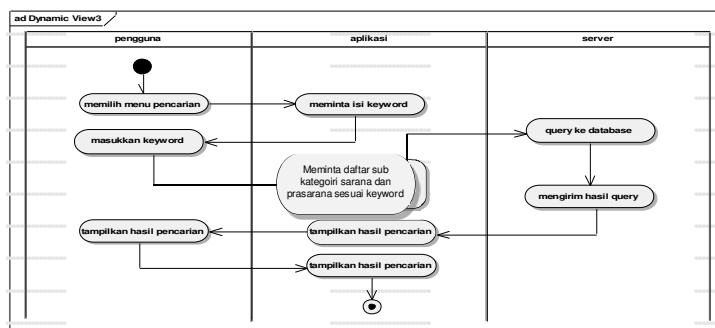 ad Dynamic View3
pengguna
aplikasi
server
memilih menu pencarian
meminta isi keyword
masukkan keyword
query ke database
Meminta daftar sub
kategoiri sarana dan
prasarana sesuai keyword
mengirim hasil query
tampilkan hasil pencarian
tampilkan hasil pencarian
tampilkan hasil pencarian